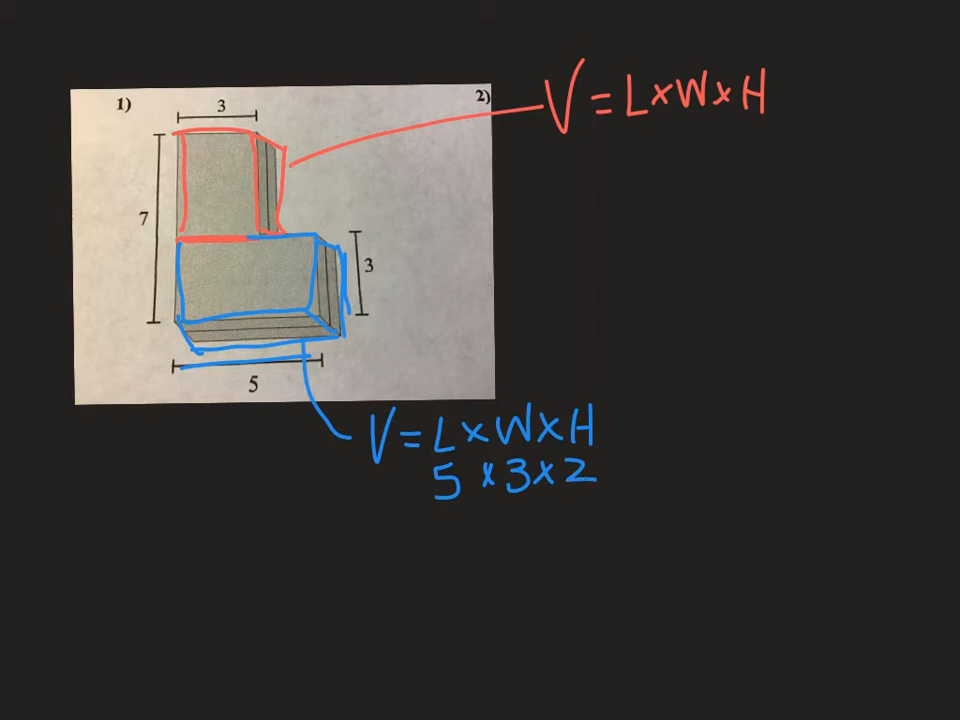 1)
3
2)
V = L x W x H
7
3
5
V = L x W x H
5 x 3 x 2